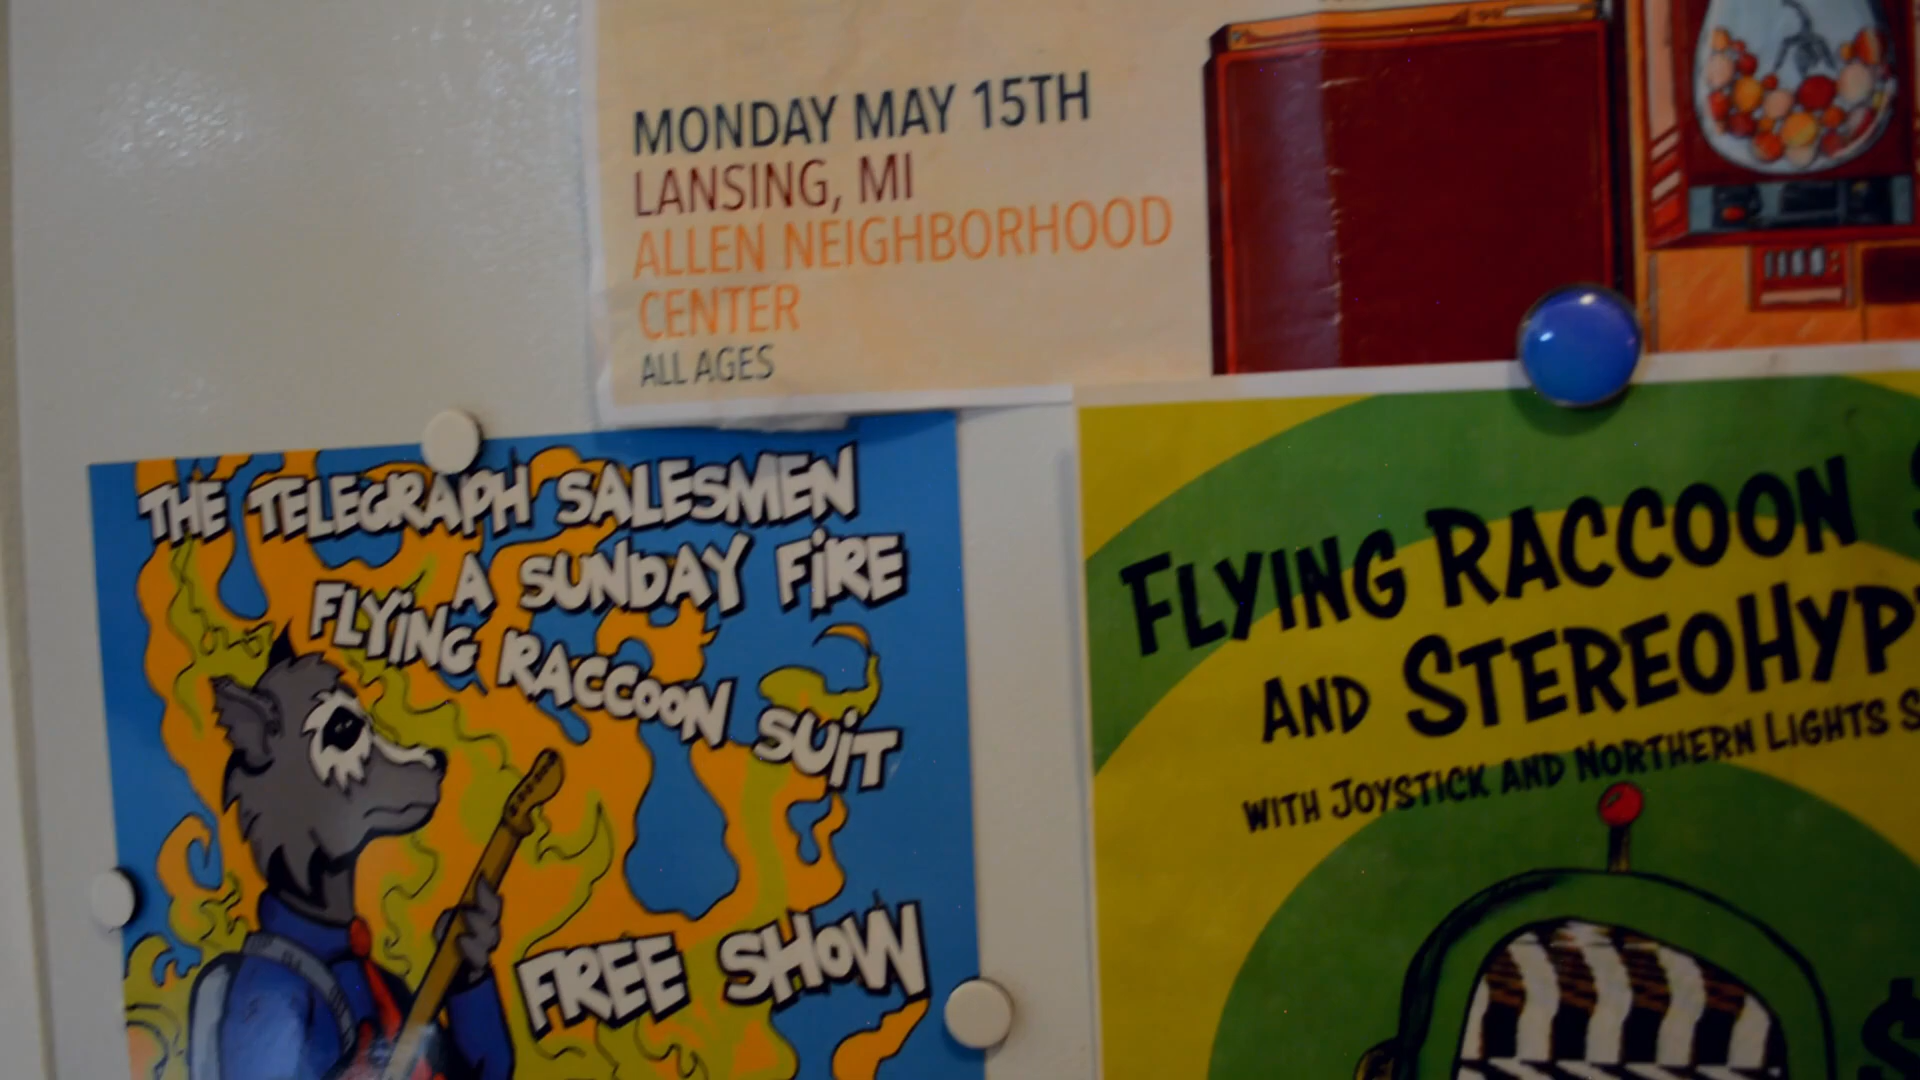 MONDAY MAY 15TH
LANSING, MI
ALLEN NEIGHBORHOOD
CENTER
ALL AGES
THE TELEGRAPH SALESMEN
A SUNDAY FIRE
FLYiNG RACCOON SUiT
FREE SHOW
FLYING RACCOON
AND STEREOHYP
WITH JOYSTICK AND NORTHERN LIGHTS S
$